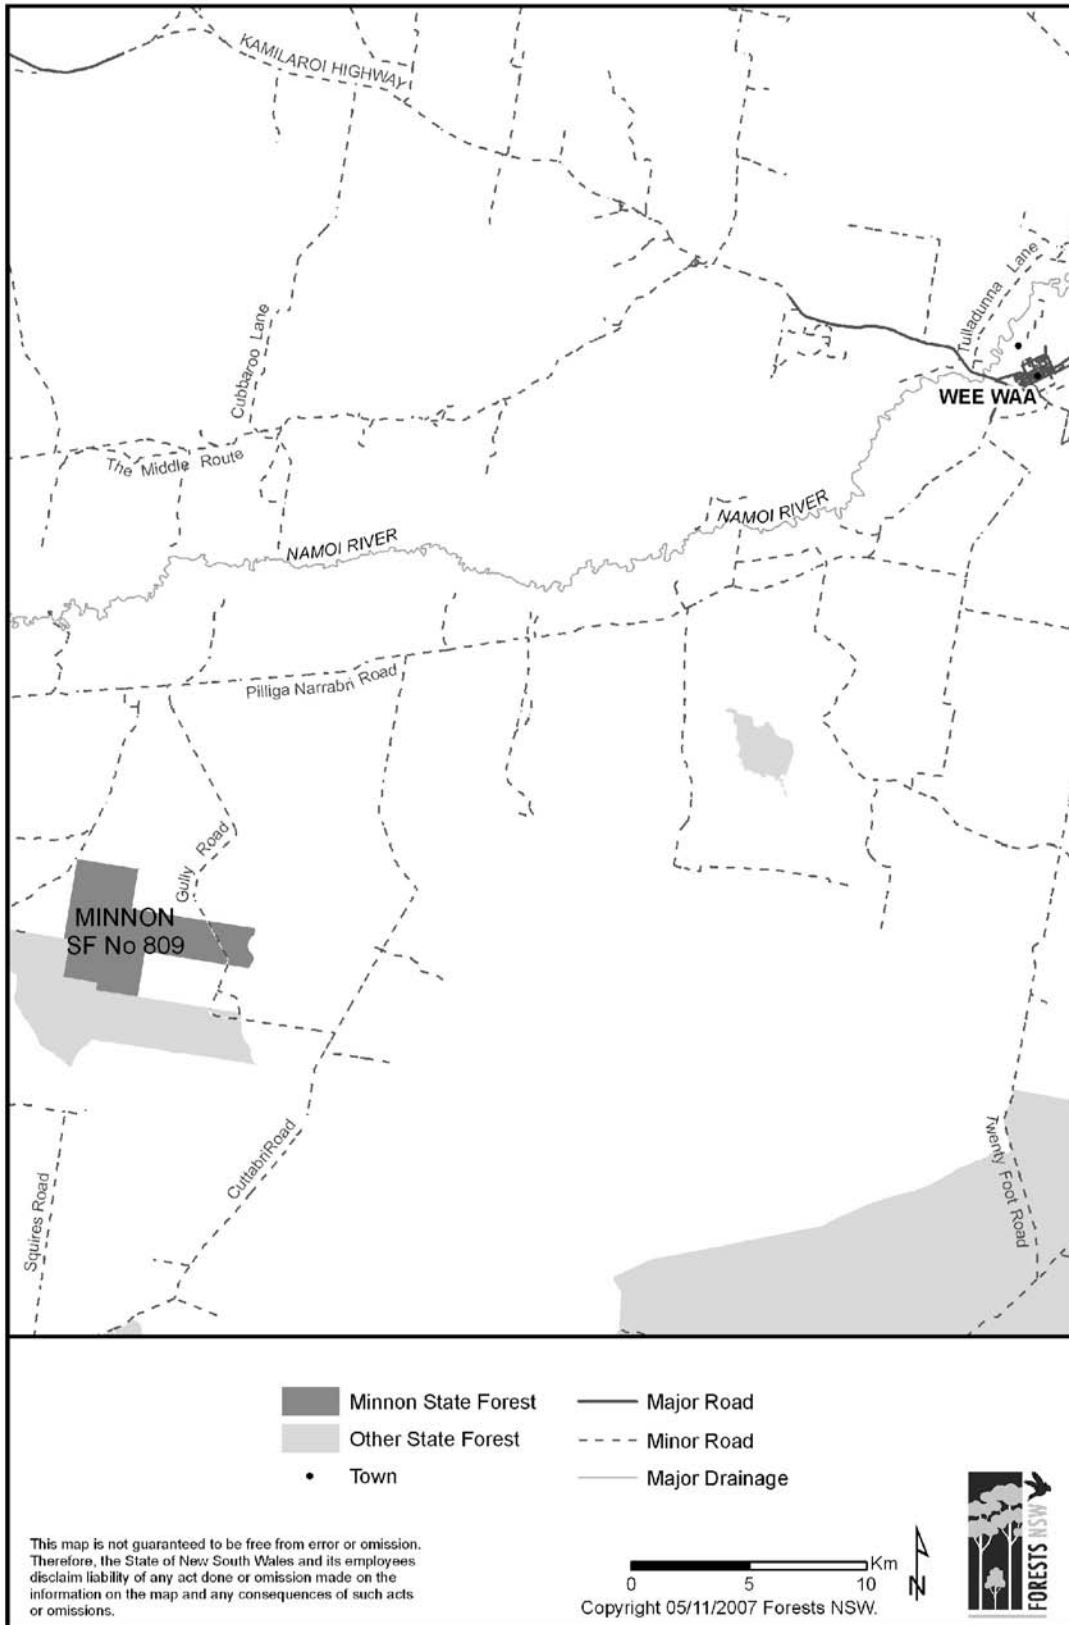 KAMILAROI HIGHWAY
Tulladunna Lane
Cubbaroo Lane
WEE WAA
The Middle Route
NAMOI RIVER
NAMOI RIVER
Pilliga Narrabri Road
Gully Road
MINNON
SF No 809
Twenty Foot Road
CuttabriRoad
Squires Road
Minnon State Forest
Major Road
Other State Forest
Minor Road
Town
Major Drainage
This map is not guaranteed to be free from error or omission.
Therefore, the State of New South Wales and its employees
disclaim liability of any act done or omission made on the
information on the map and any consequences of such acts
or omissions.
Km
0 5 10
Copyright 05/11/2007 Forests NSW.
N
FORESTS NSW